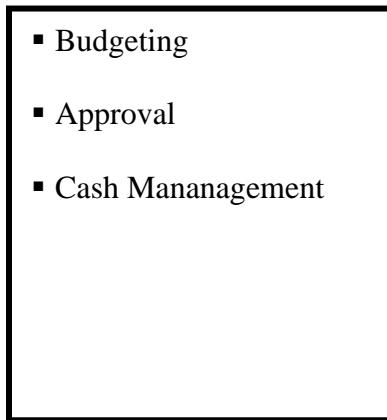 ▪ Budgeting
▪ Approval
▪ Cash Mananagement